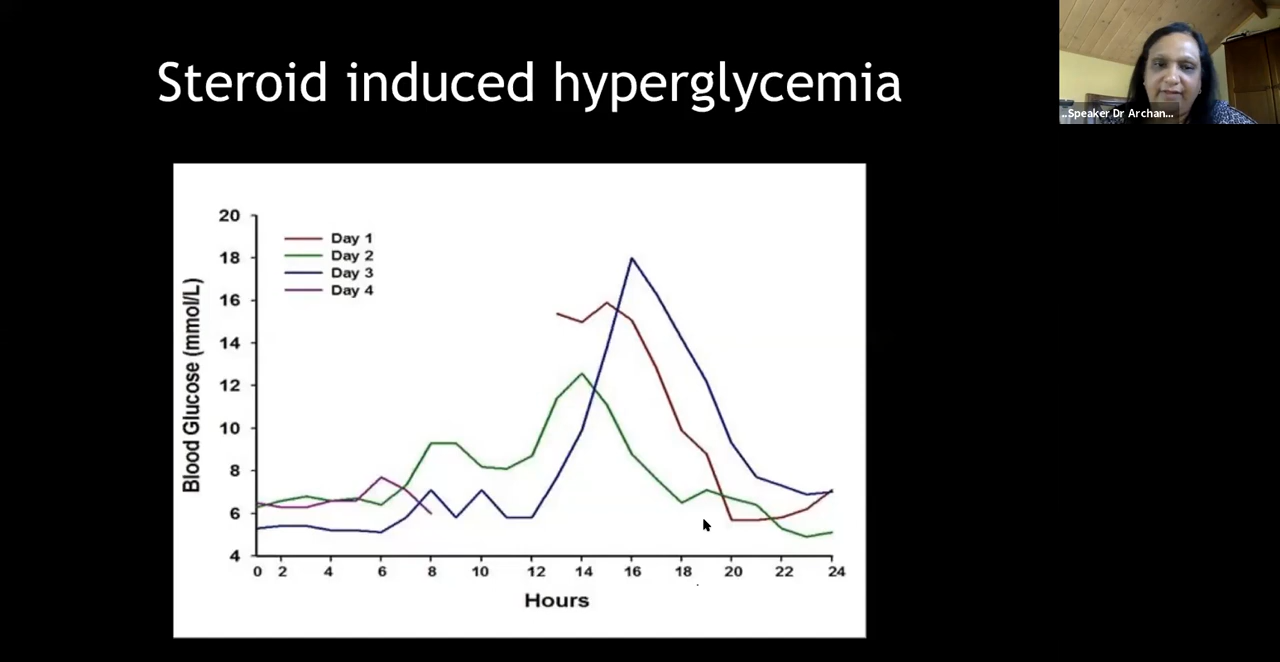 Steroid induced hyperglycemia
..Speaker Dr Archan...
20
18
16
14
12
10
8
6
4
Blood Glucose (mmol/L)
Day 1
Day 2
Day 3
Day 4
0 2 4 6 8 10 12 14 16 18 20 22 24
Hours